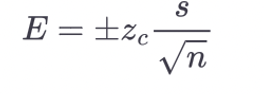 E = ±z_c s/√n